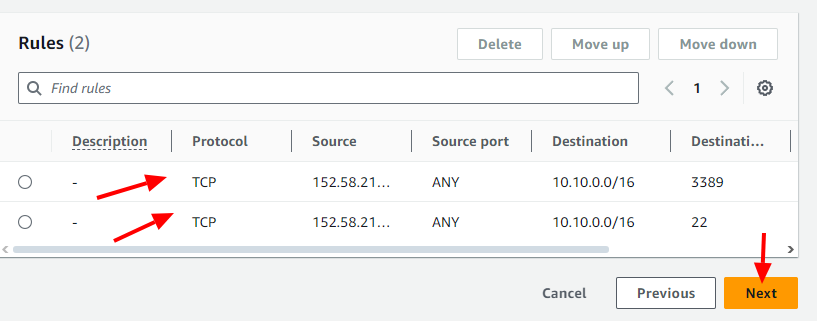 Rules (2) Delete Move up Move down
Find rules 1
Description Protocol Source Source port Destination Destinati...
- TCP 152.58.21... ANY 10.10.0.0/16 3389
- TCP 152.58.21... ANY 10.10.0.0/16 22
Cancel Previous Next